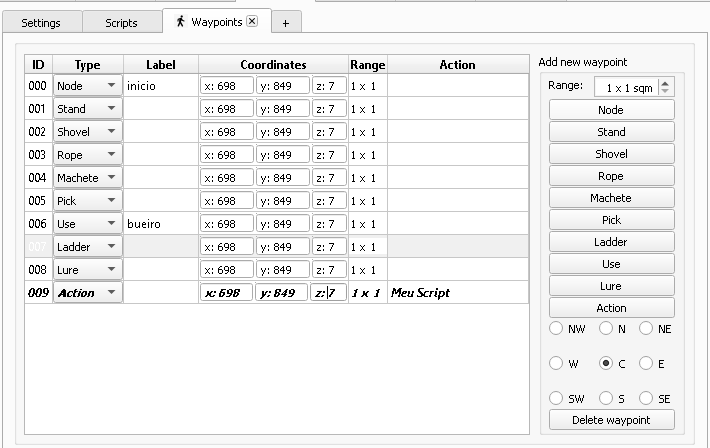 Settings Scripts Waypoints +
ID Type Label Coordinates Range Action
000 Node inicio x: 698 y: 849 z: 7 1 x 1
001 Stand x: 698 y: 849 z: 7 1 x 1
002 Shovel x: 698 y: 849 z: 7 1 x 1
003 Rope x: 698 y: 849 z: 7 1 x 1
004 Machete x: 698 y: 849 z: 7 1 x 1
005 Pick x: 698 y: 849 z: 7 1 x 1
006 Use bueiro x: 698 y: 849 z: 7 1 x 1
007 Ladder x: 698 y: 849 z: 7 1 x 1
008 Lure x: 698 y: 849 z: 7 1 x 1
009 Action x: 698 y: 849 z: 7 1 x 1 Meu Script
Add new waypoint
Range: 1 x 1 sqm
Node
Stand
Shovel
Rope
Machete
Pick
Ladder
Use
Lure
Action
NW N NE
W C E
SW S SE
Delete waypoint